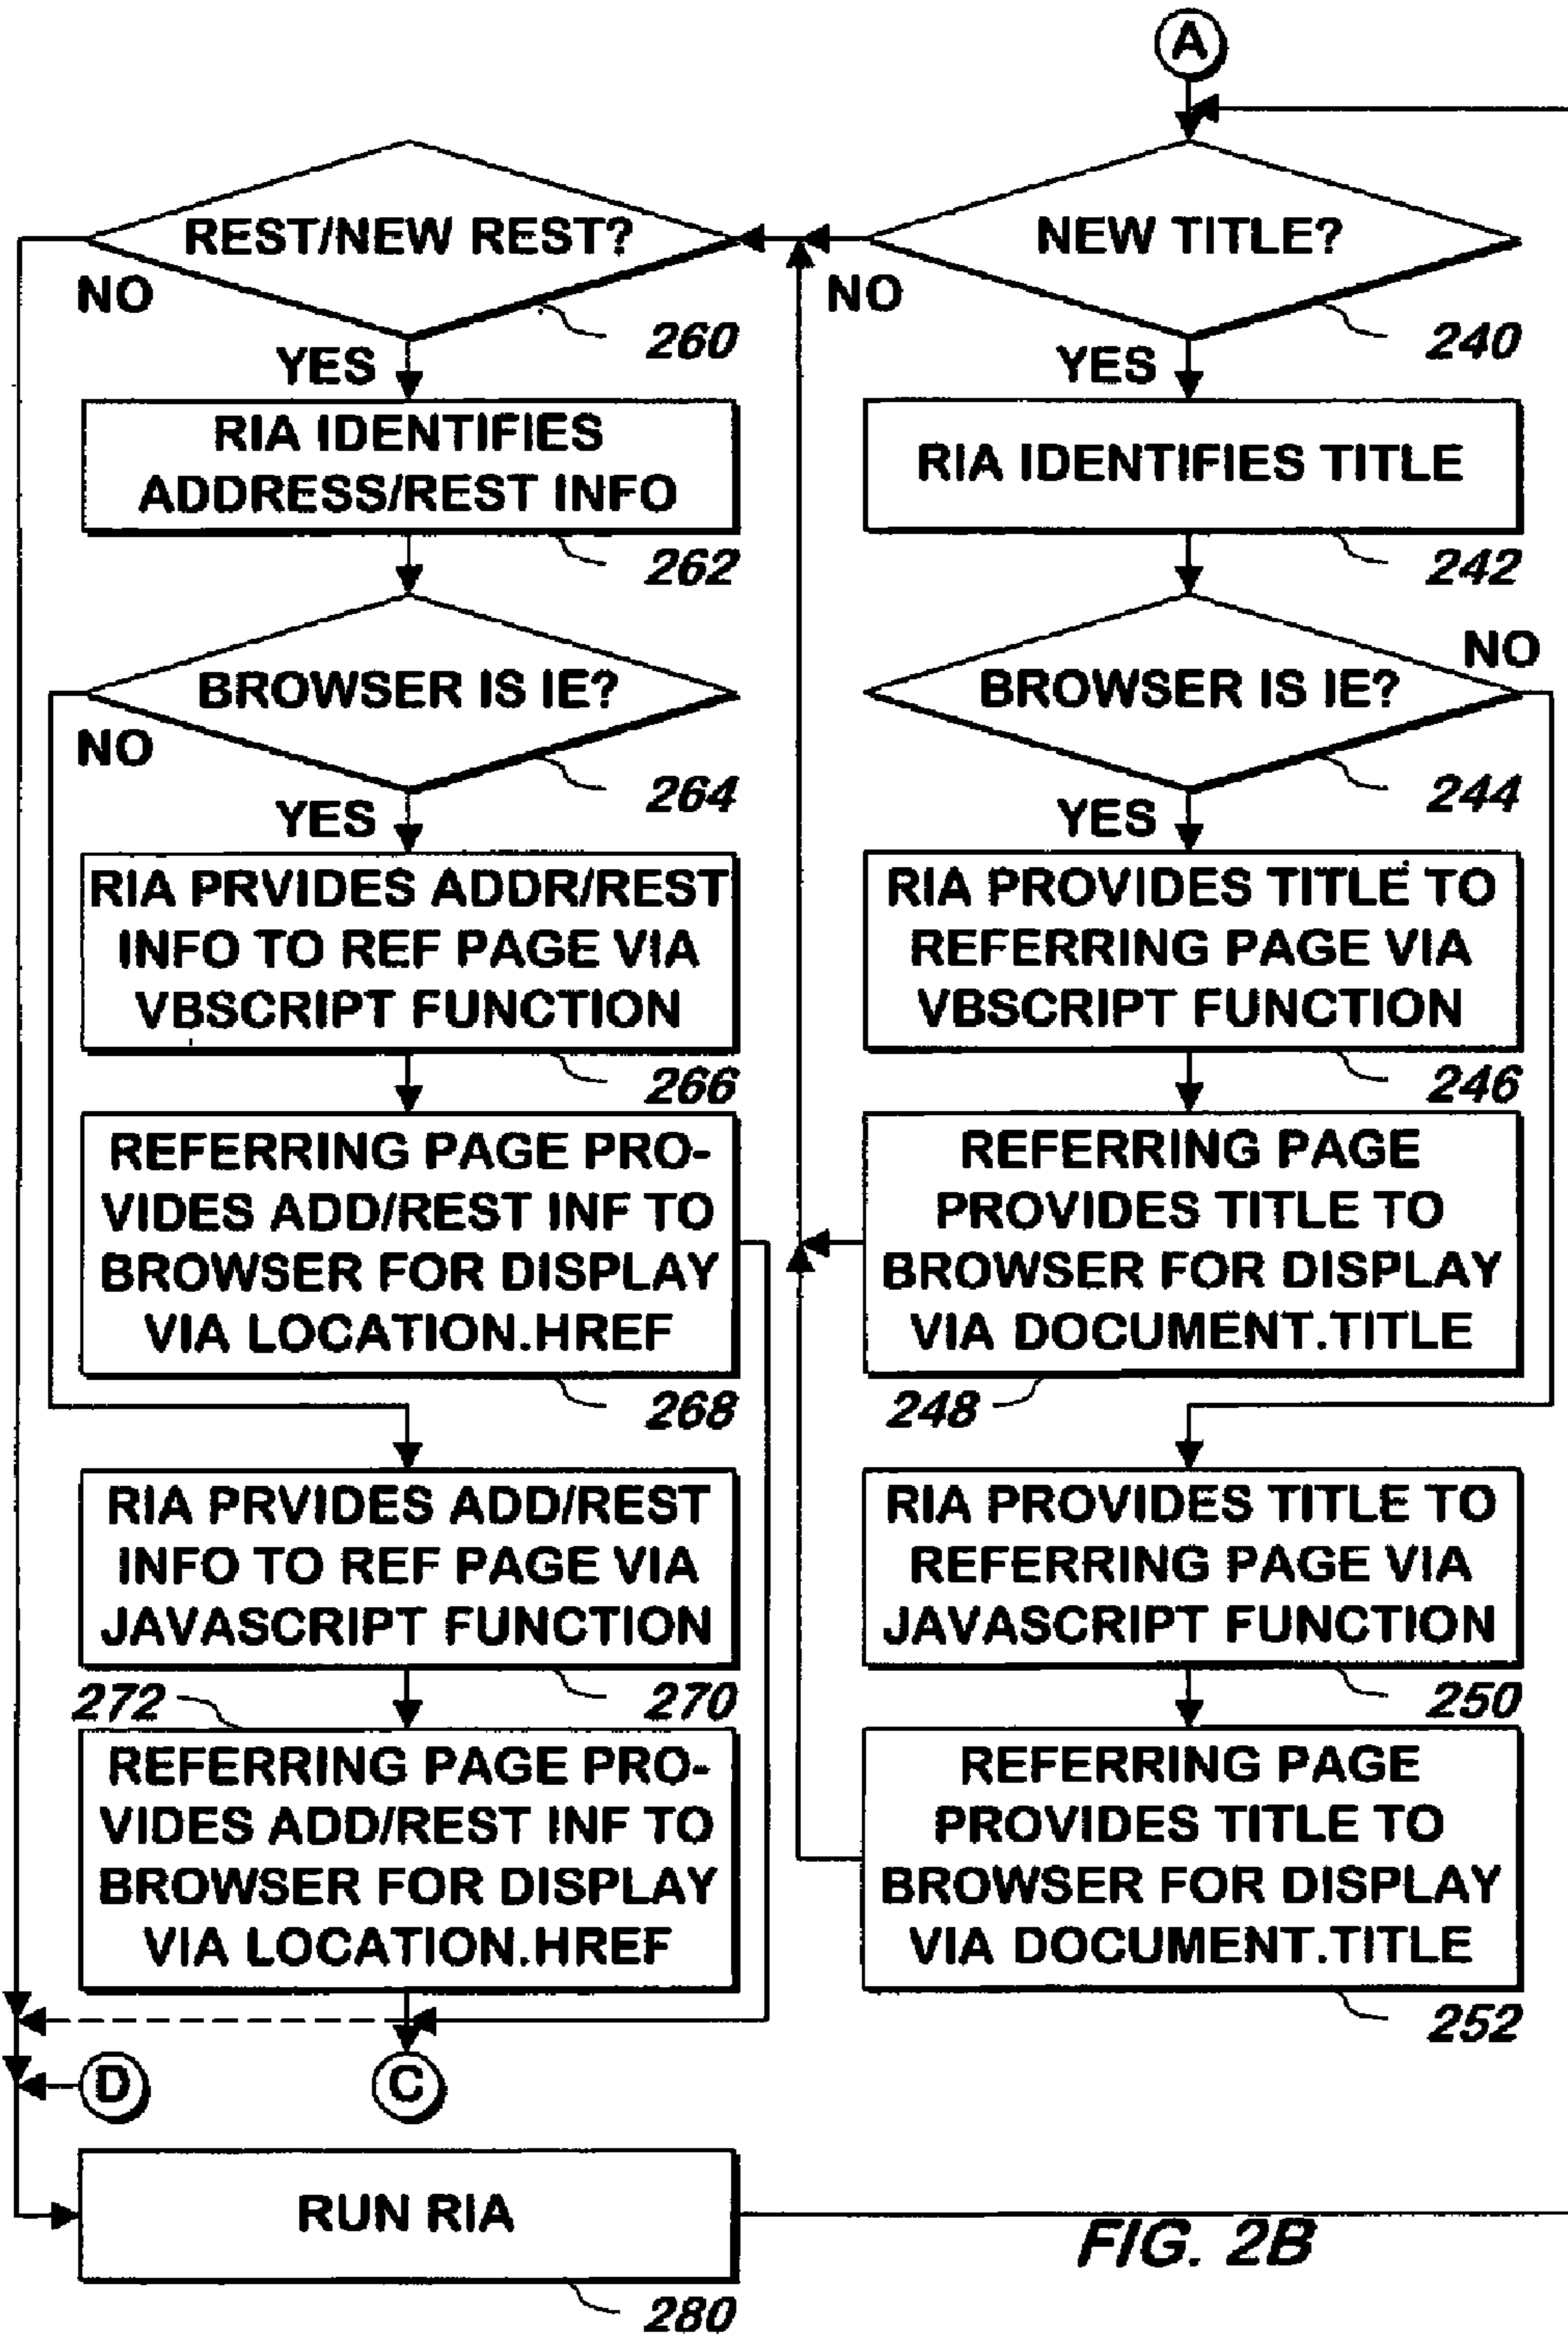 A
NEW TITLE?
NO
240
YES
RIA IDENTIFIES TITLE
242
BROWSER IS IE?
NO
244
YES
RIA PROVIDES TITLE TO
REFERRING PAGE VIA
VBSCRIPT FUNCTION
246
REFERRING PAGE
PROVIDES TITLE TO
BROWSER FOR DISPLAY
VIA DOCUMENT.TITLE
248
RIA PROVIDES TITLE TO
REFERRING PAGE VIA
JAVASCRIPT FUNCTION
250
REFERRING PAGE
PROVIDES TITLE TO
BROWSER FOR DISPLAY
VIA DOCUMENT.TITLE
252
REST/NEW REST?
NO
260
YES
RIA IDENTIFIES
ADDRESS/REST INFO
262
BROWSER IS IE?
NO
264
YES
RIA PRVIDES ADDR/REST
INFO TO REF PAGE VIA
VBSCRIPT FUNCTION
266
REFERRING PAGE PRO-
VIDES ADD/REST INF TO
BROWSER FOR DISPLAY
VIA LOCATION.HREF
268
RIA PRVIDES ADD/REST
INFO TO REF PAGE VIA
JAVASCRIPT FUNCTION
270
272
REFERRING PAGE PRO-
VIDES ADD/REST INF TO
BROWSER FOR DISPLAY
VIA LOCATION.HREF
D
C
RUN RIA
280
FIG. 2B